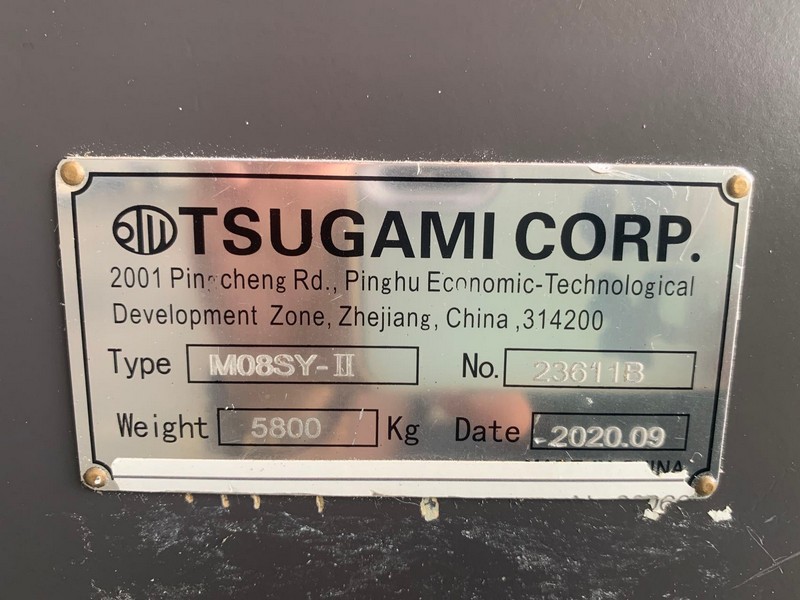 TSUGAMI CORP.
2001 Pingcheng Rd., Pinghu Economic-Technological
Development Zone, Zhejiang, China ,314200
Type M08SY-II No. 23611B
Weight 5800 Kg Date 2020.09